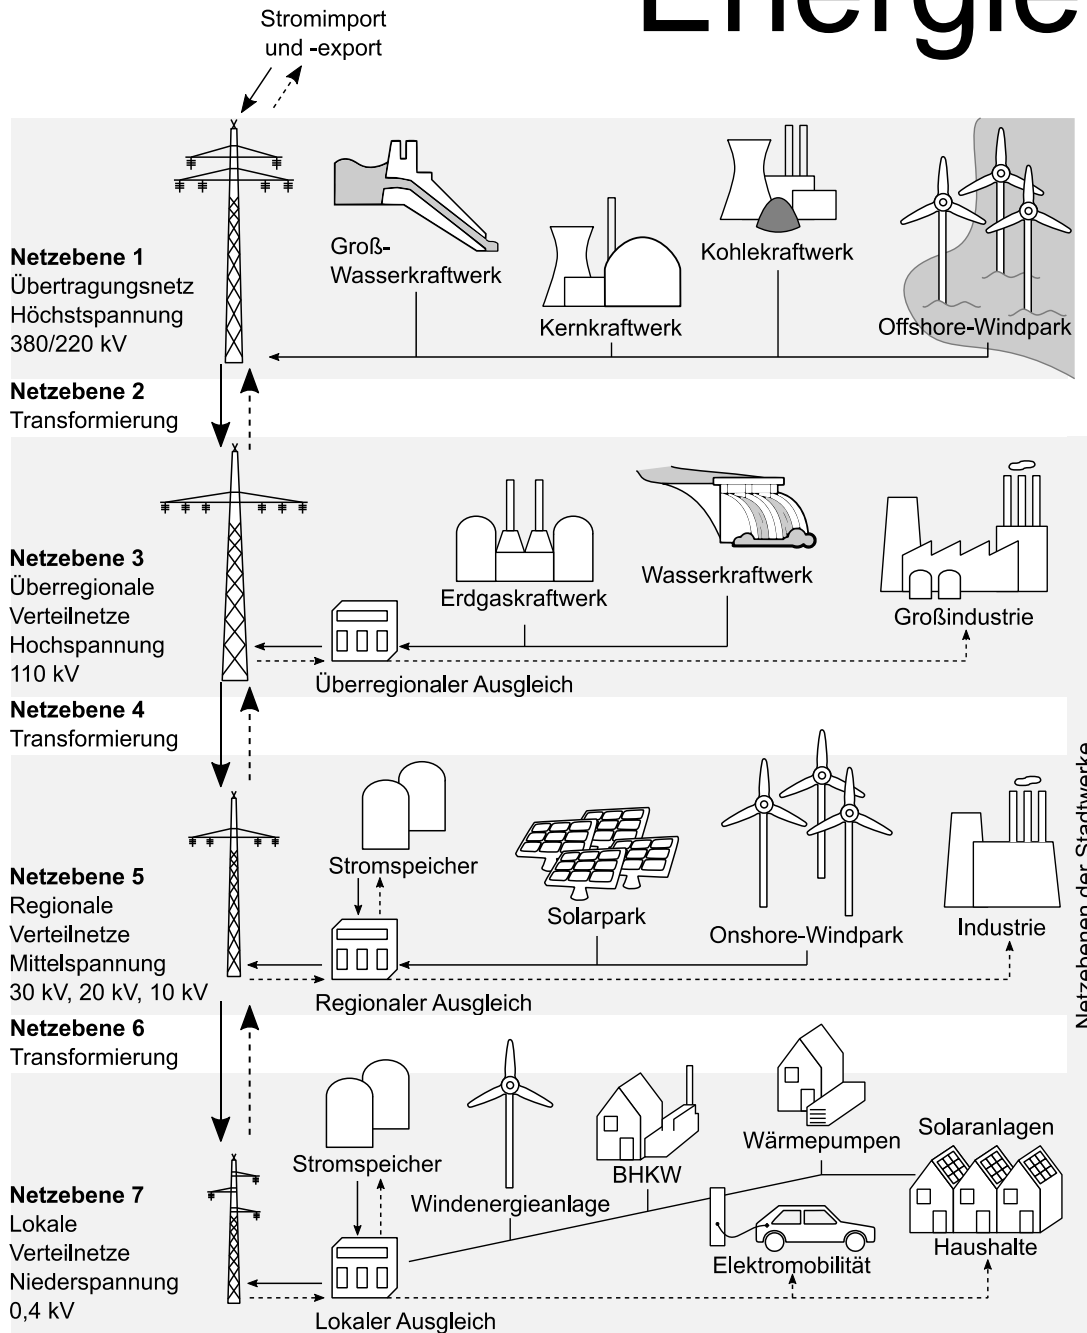 Energie
Stromimport
und -export
Netzebene 1
Übertragungsnetz
Höchstspannung
380/220 kV
Groß-
Wasserkraftwerk
Kernkraftwerk
Kohlekraftwerk
Offshore-Windpark
Netzebene 2
Transformierung
Netzebene 3
Überregionale
Verteilnetze
Hochspannung
110 kV
Erdgaskraftwerk
Wasserkraftwerk
Großindustrie
Überregionaler Ausgleich
Netzebene 4
Transformierung
Netzebene 5
Regionale
Verteilnetze
Mittelspannung
30 kV, 20 kV, 10 kV
Stromspeicher
Solarpark
Onshore-Windpark
Industrie
Regionaler Ausgleich
Netzebenen der Stadtwerke
Netzebene 6
Transformierung
Netzebene 7
Lokale
Verteilnetze
Niederspannung
0,4 kV
Stromspeicher
Windenergieanlage
BHKW
Wärmepumpen
Solaranlagen
Elektromobilität
Haushalte
Lokaler Ausgleich